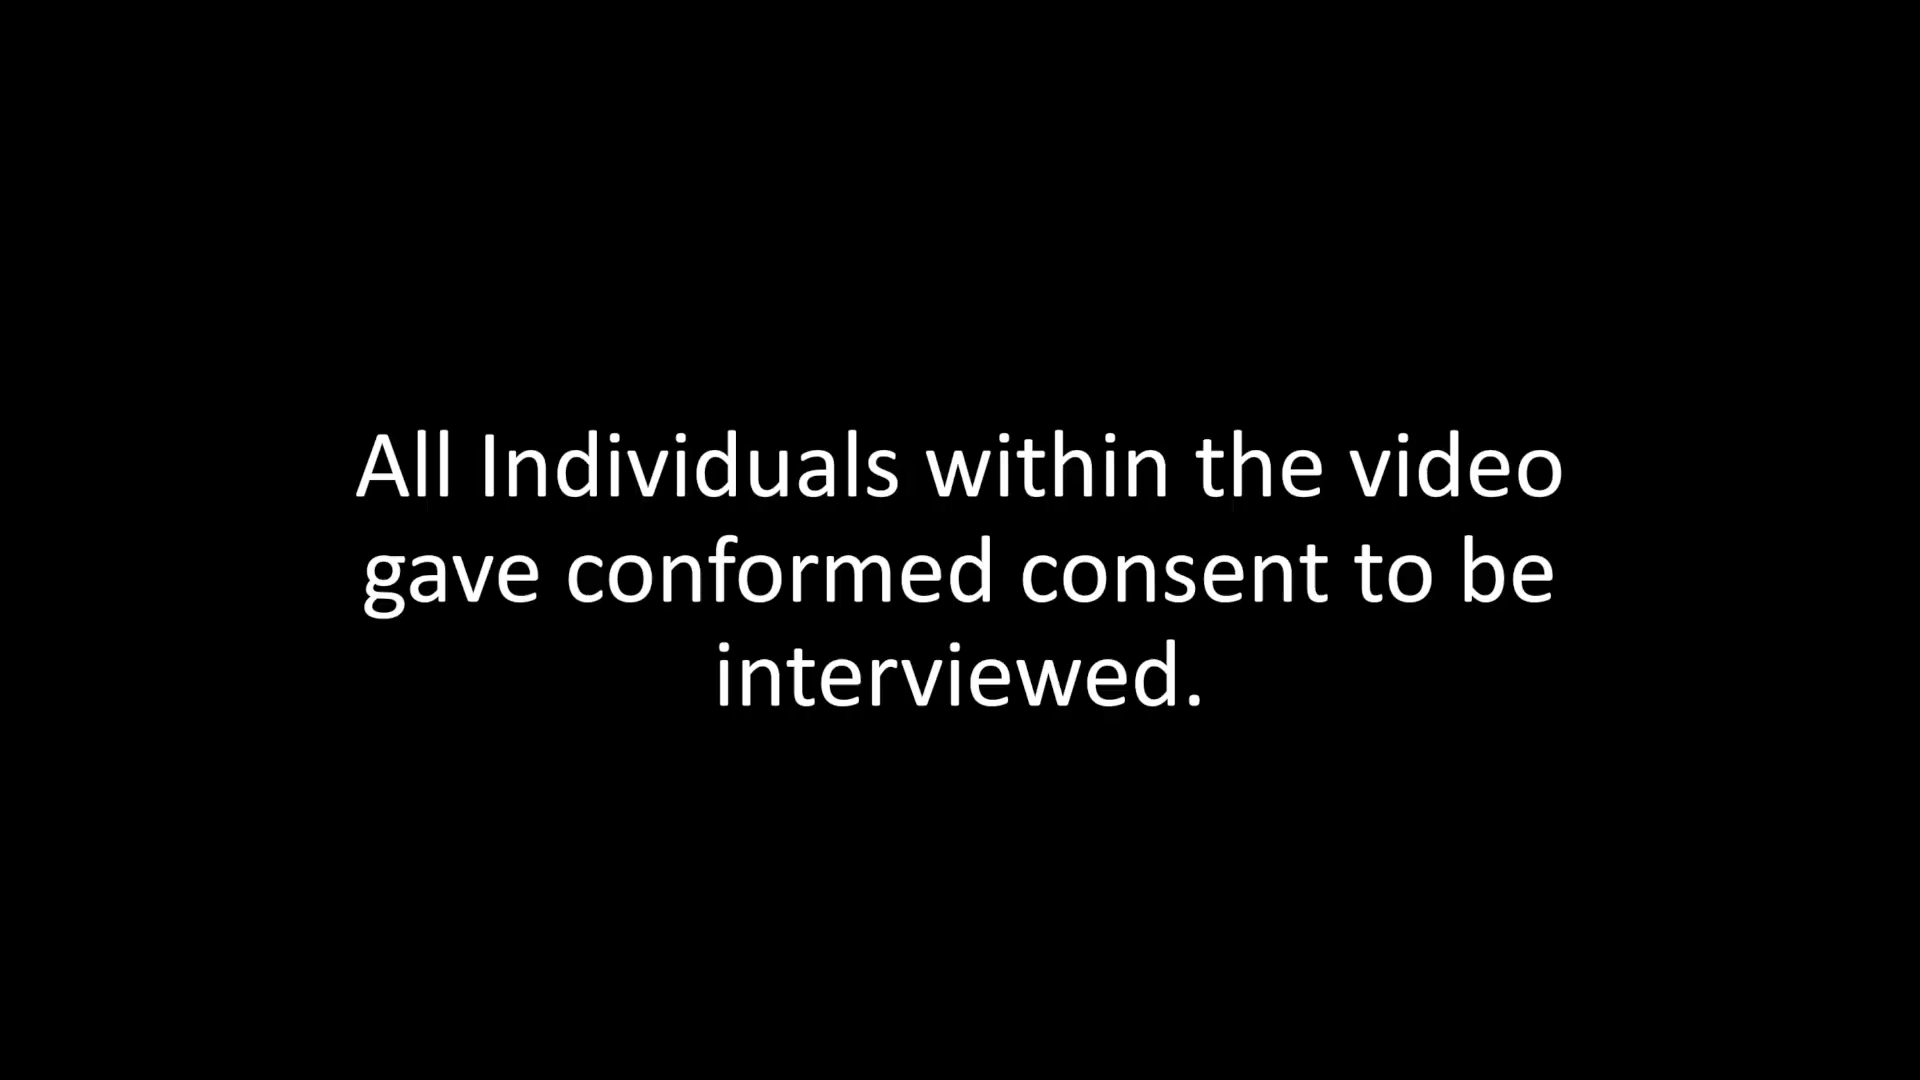 All Individuals within the video
gave conformed consent to be
interviewed.